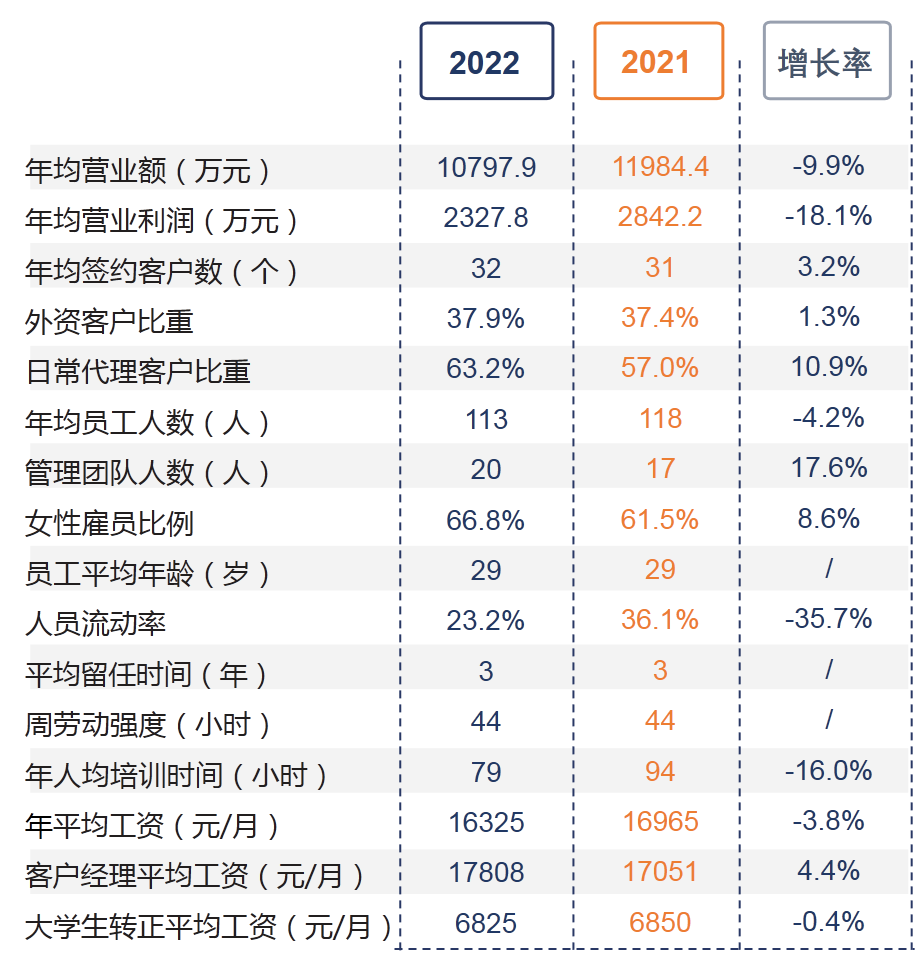 2022 2021 增长率
年均营业额（万元） 10797.9 11984.4 -9.9%
年均营业利润（万元） 2327.8 2842.2 -18.1%
年均签约客户数（个） 32 31 3.2%
外资客户比重 37.9% 37.4% 1.3%
日常代理客户比重 63.2% 57.0% 10.9%
年均员工人数（人） 113 118 -4.2%
管理团队人数（人） 20 17 17.6%
女性雇员比例 66.8% 61.5% 8.6%
员工平均年龄（岁） 29 29 /
人员流动率 23.2% 36.1% -35.7%
平均留任时间（年） 3 3 /
周劳动强度（小时） 44 44 /
年人均培训时间（小时） 79 94 -16.0%
年平均工资（元/月） 16325 16965 -3.8%
客户经理平均工资（元/月） 17808 17051 4.4%
大学生转正平均工资（元/月） 6825 6850 -0.4%